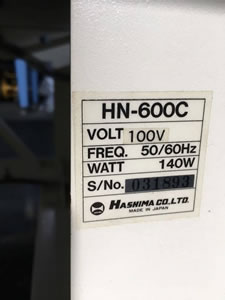 HN-600C
VOLT 100V
FREQ. 50/60Hz
WATT 140W
S/No. 031893
HASHIMA CO.,LTD.
MADE IN JAPAN